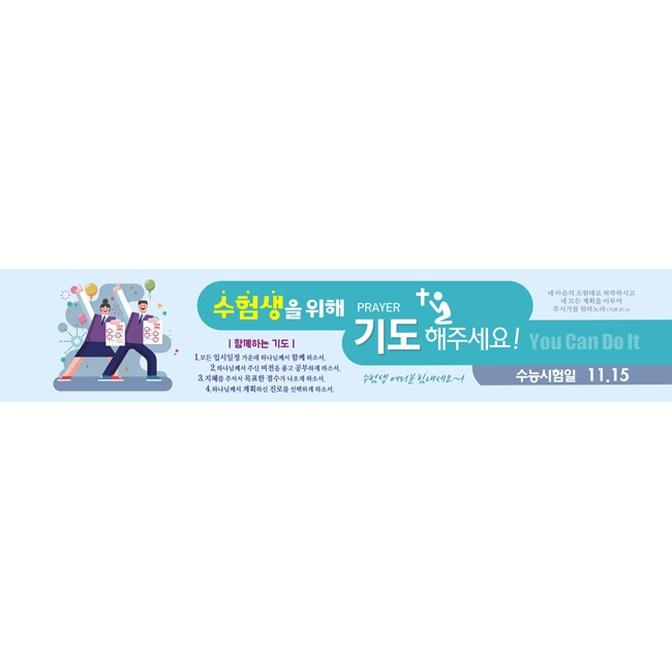 수험생을 위해
PRAYER
기도해주세요!
You Can Do It
| 함께하는 기도 |
1.모든 입시일정 가운데 하나님께서 함께 하소서.
2.하나님께서 주신 비전을 품고 공부하게 하소서.
3.지혜를 주셔서 목표한 점수가 나오게 하소서.
4.하나님께서 계획하신 진로를 선택하게 하소서.
수험생 여러분 힘내세요~!
네 마음의 소원대로 허락하시고
네 모든 계획을 이루어
주시기를 원하노라 (시편 20:4)
수능시험일 11.15